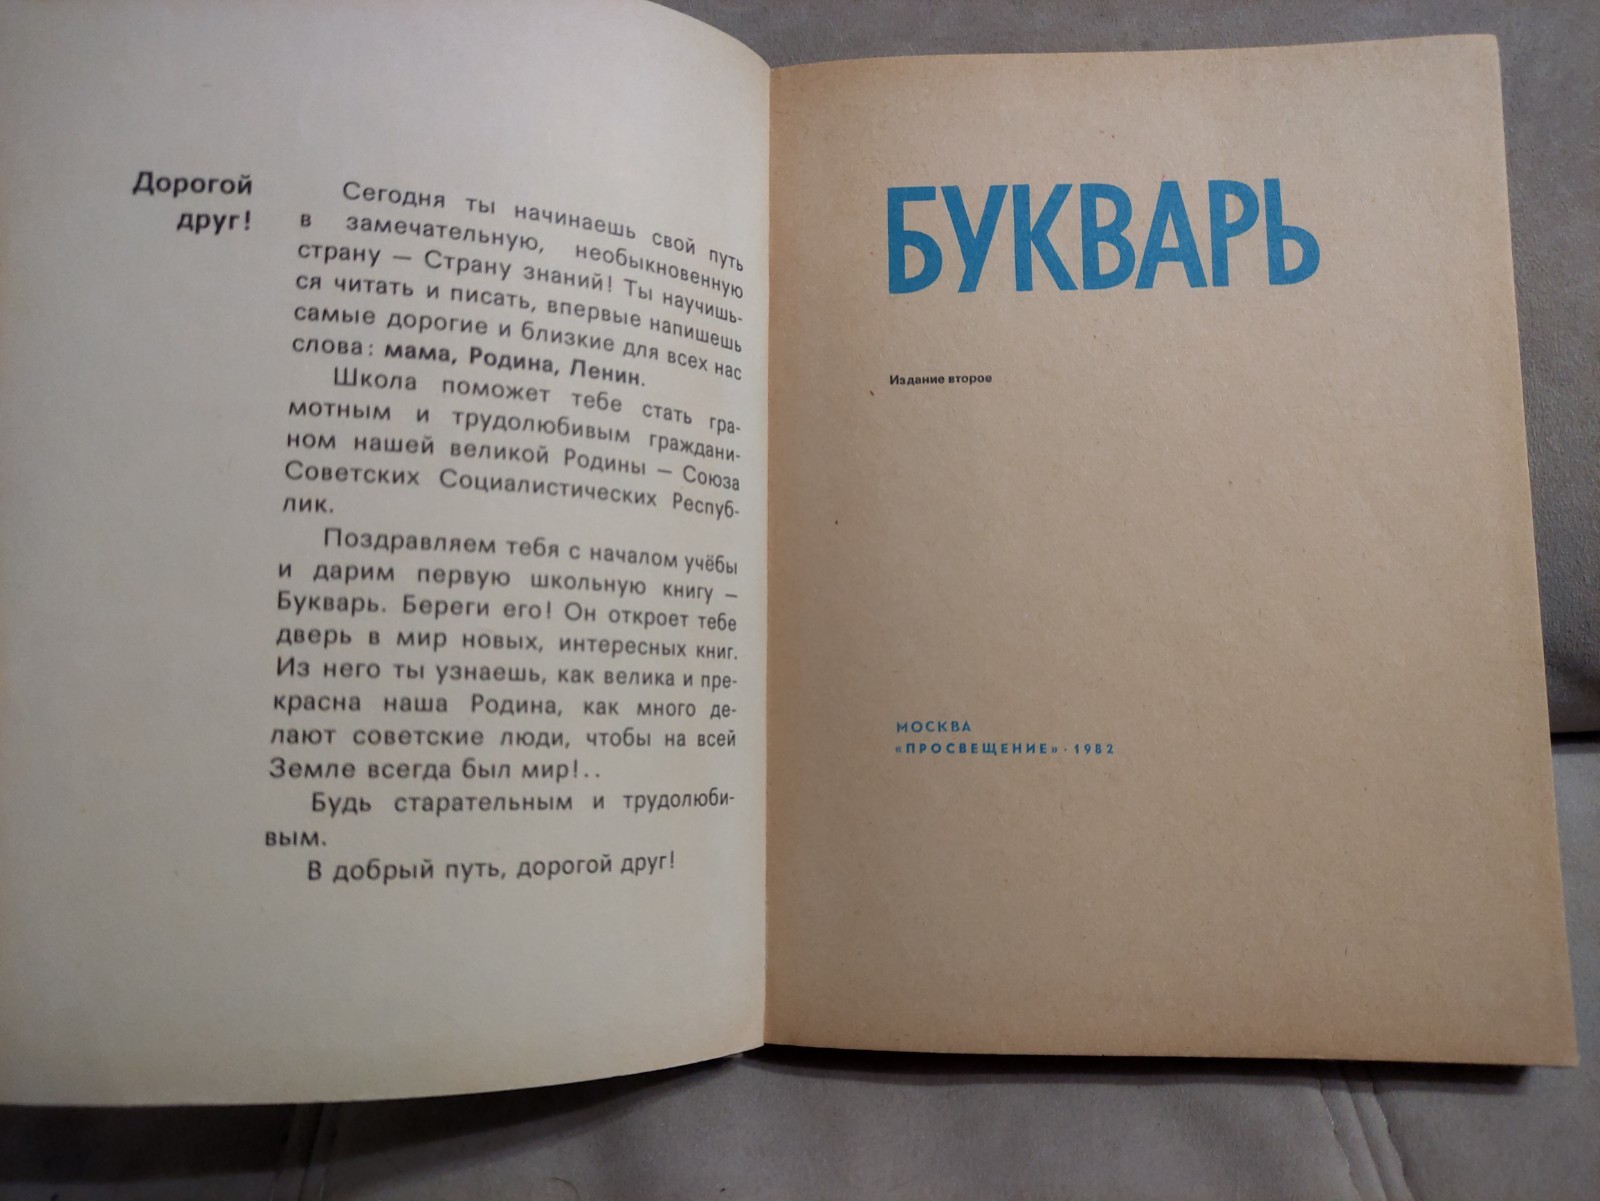 Дорогой
друг!
Сегодня ты начинаешь свой путь
в замечательную, необыкновенную
страну — Страну знаний! Ты научишь-
ся читать и писать, впервые напишешь
самые дорогие и близкие для всех нас
слова: мама, Родина, Ленин.
Школа поможет тебе стать гра-
мотным и трудолюбивым граждани-
ном нашей великой Родины — Союза
Советских Социалистических Респуб-
лик.
Поздравляем тебя с началом учёбы
и дарим первую школьную книгу —
Букварь. Береги его! Он откроет тебе
дверь в мир новых, интересных книг.
Из него ты узнаешь, как велика и пре-
красна наша Родина, как много де-
лают советские люди, чтобы на всей
Земле всегда был мир!..
Будь старательным и трудолюби-
вым.
В добрый путь, дорогой друг!
БУКВАРЬ
Издание второе
МОСКВА
«ПРОСВЕЩЕНИЕ» · 1982